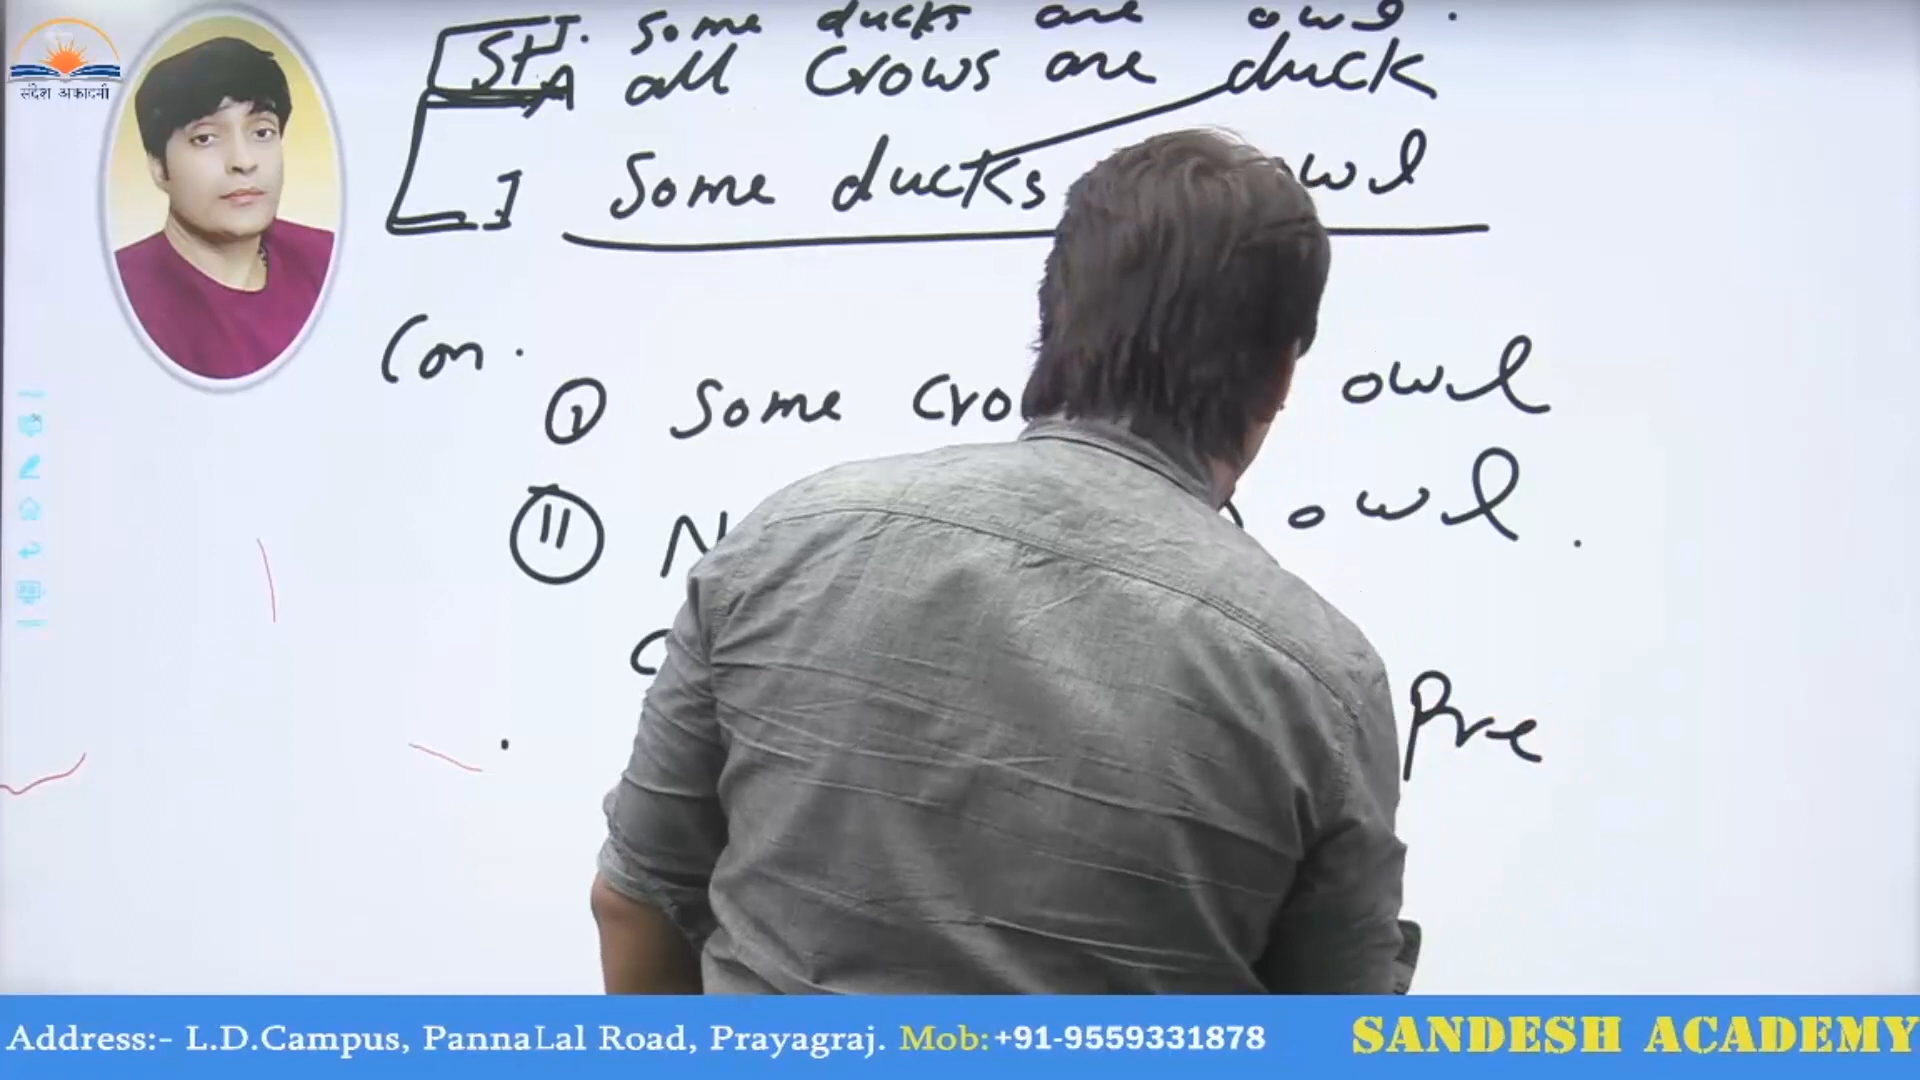 संदेश अकादमी
St. I. some ducks are owl.
A all Crows are duck
I Some ducks owl
Con.
I Some owl
II owl.
Pre
Address:- L.D.Campus, PannaLal Road, Prayagraj. Mob:+91-9559331878
SANDESH ACADEMY